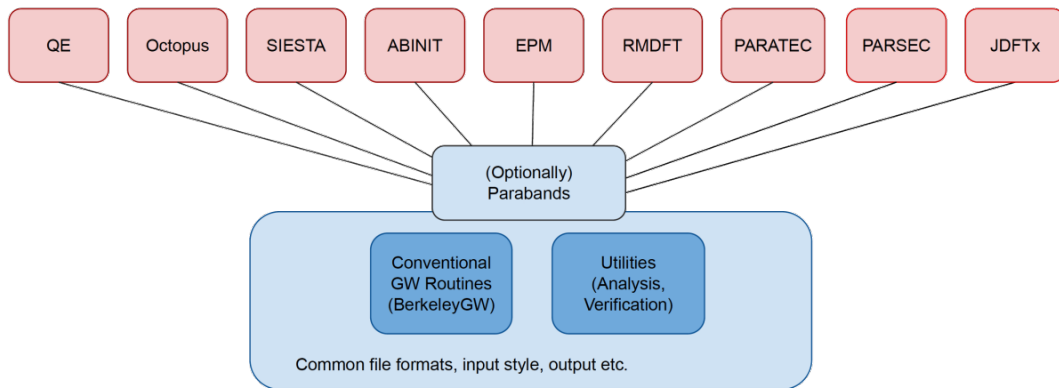 QE
Octopus
SIESTA
ABINIT
EPM
RMDFT
PARATEC
PARSEC
JDFTx
(Optionally)
Parabands
Conventional
GW Routines
(BerkeleyGW)
Utilities
(Analysis,
Verification)
Common file formats, input style, output etc.